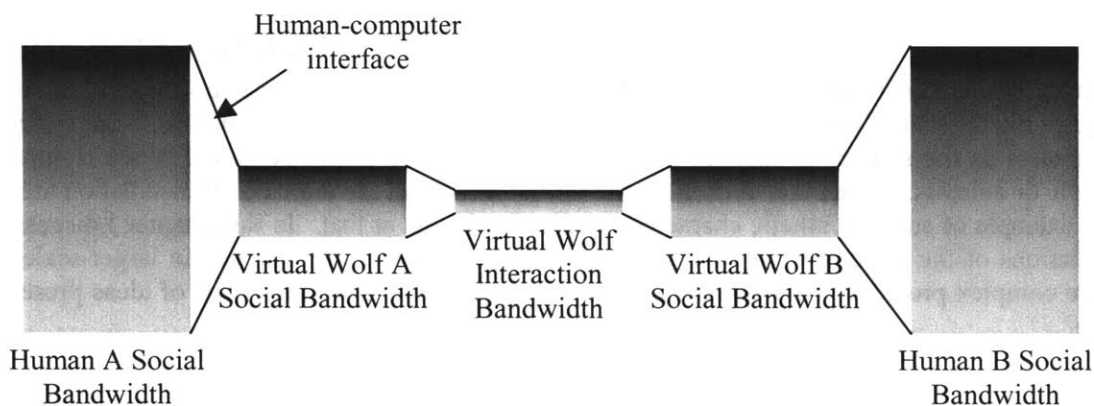 Human-computer
interface
Virtual Wolf A
Social Bandwidth
Virtual Wolf
Interaction
Bandwidth
Virtual Wolf B
Social Bandwidth
Human A Social
Bandwidth
Human B Social
Bandwidth